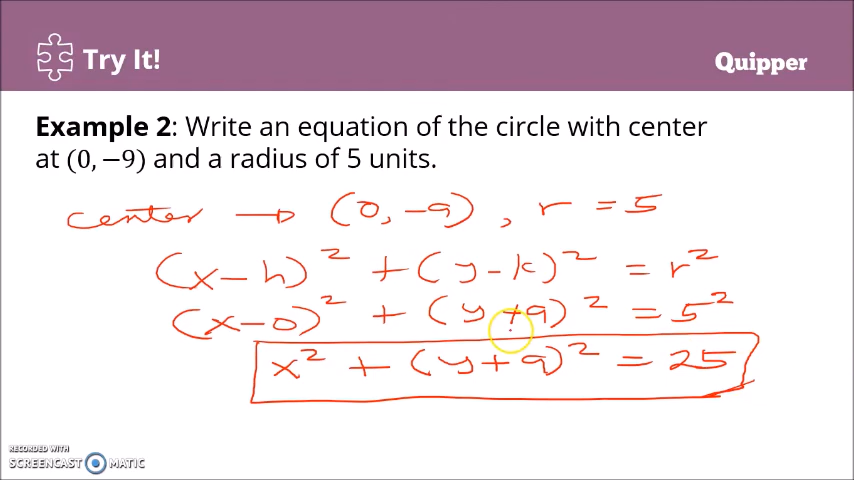 Try It!
Quipper
Example 2: Write an equation of the circle with center
at (0, −9) and a radius of 5 units.
center → (0, −9), r = 5
(x − h)² + (y − k)² = r²
(x − 0)² + (y + 9)² = 5²
x² + (y + 9)² = 25
RECORDED WITH
SCREENCAST MATIC